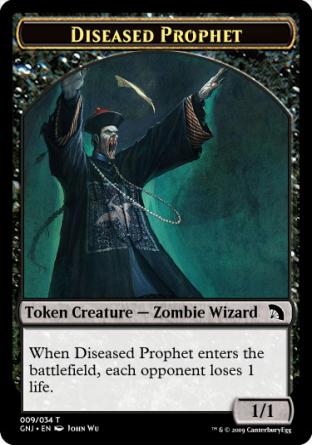 Diseased Prophet
Token Creature — Zombie Wizard
When Diseased Prophet enters the
battlefield, each opponent loses 1
life.
1/1
009/034 T
GNJ • EN John Wu
™ & © 2019 CanterburyEgg